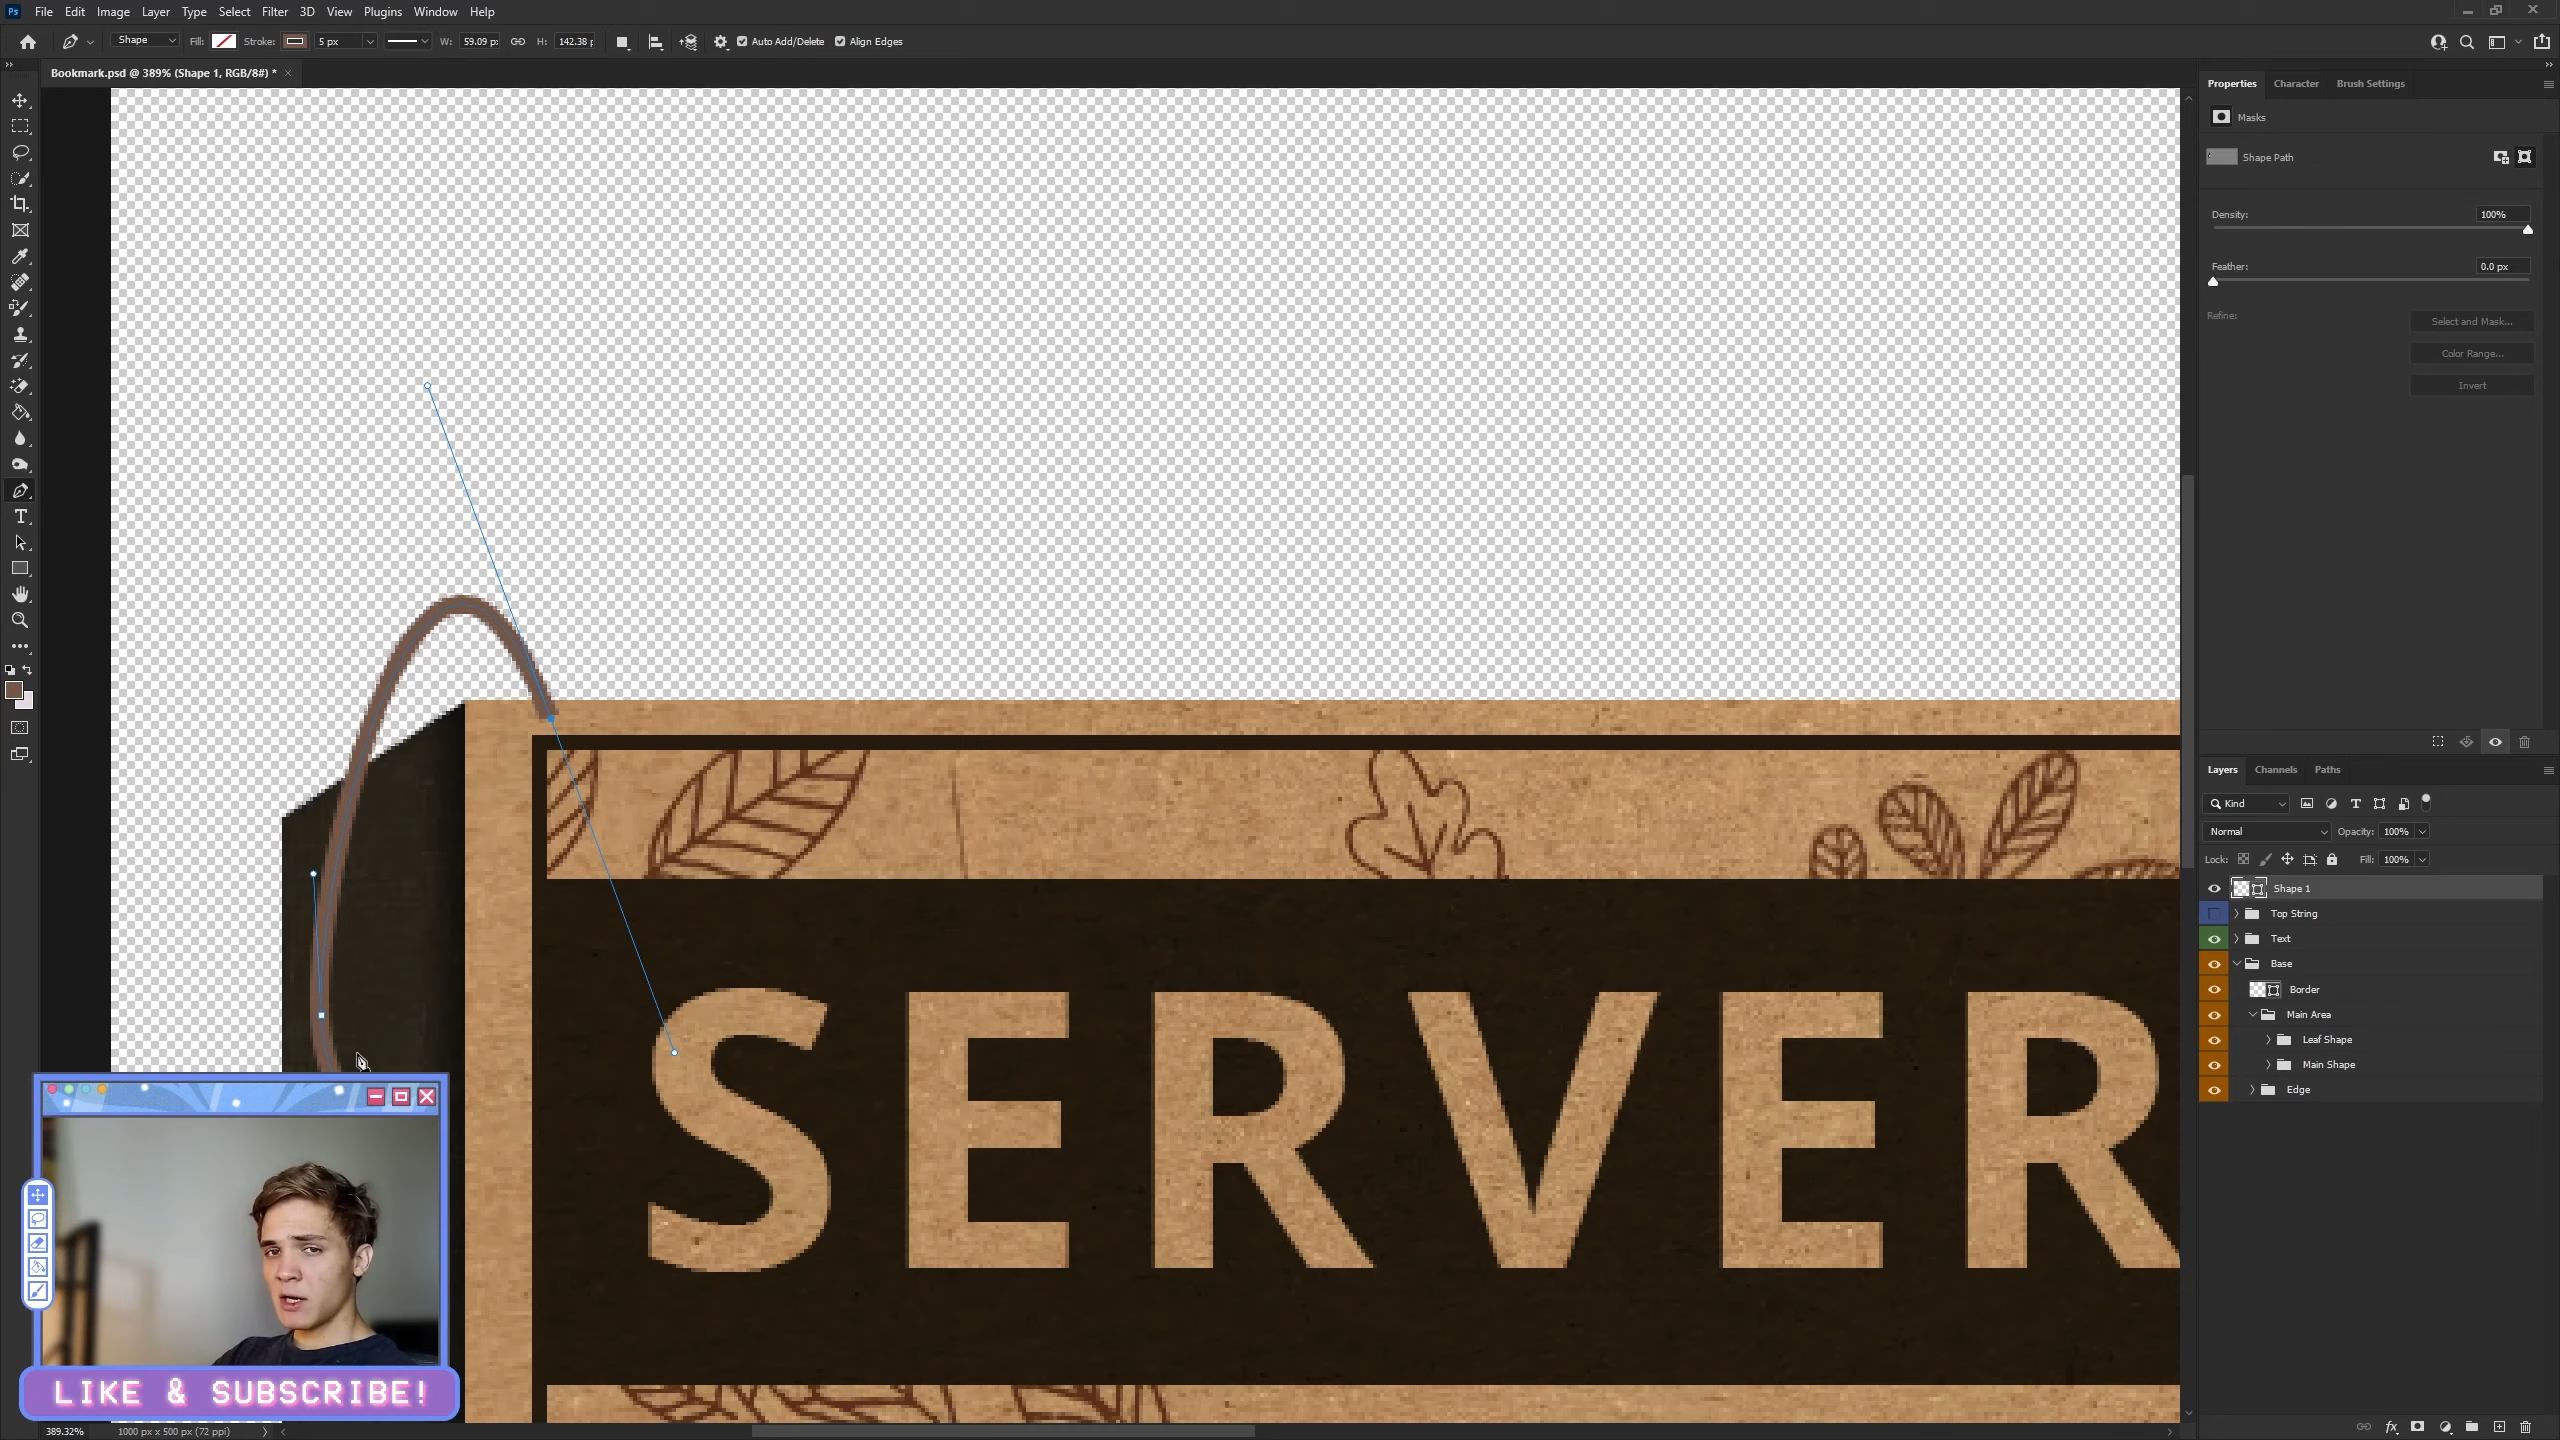 Ps File Edit Image Layer Type Select Filter 3D View Plugins Window Help
Shape Fill: Stroke: 5 px W: 59.09 p: H: 142.38 p Auto Add/Delete Align Edges
Bookmark.psd @ 389% (Shape 1, RGB/8#) *
Properties Character Brush Settings
Masks
Shape Path
Density: 100%
Feather: 0.0 px
Refine: Select and Mask...
Color Range...
Invert
Layers Channels Paths
Kind
Normal Opacity: 100%
Lock: Fill: 100%
Shape 1
Top String
Text
Base
Border
Main Area
Leaf Shape
Main Shape
Edge
SERVER
LIKE & SUBSCRIBE!
389.32% 1000 px x 500 px (72 ppi)